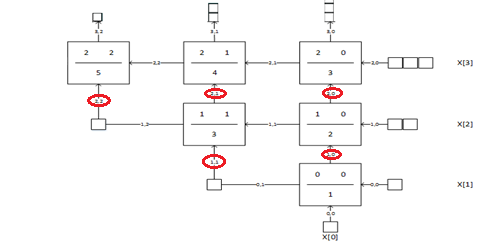 3,2 3,1 3,0
2 2 2 1 2 0
2,2 2,1 2,0 X[3]
5 4 3
2,2 2,1 2,0
1 1 1 0
1,2 1,1 1,0 X[2]
3 2
1,1 1,0
0 0
0,1 0,0 X[1]
1
0,0
X[0]